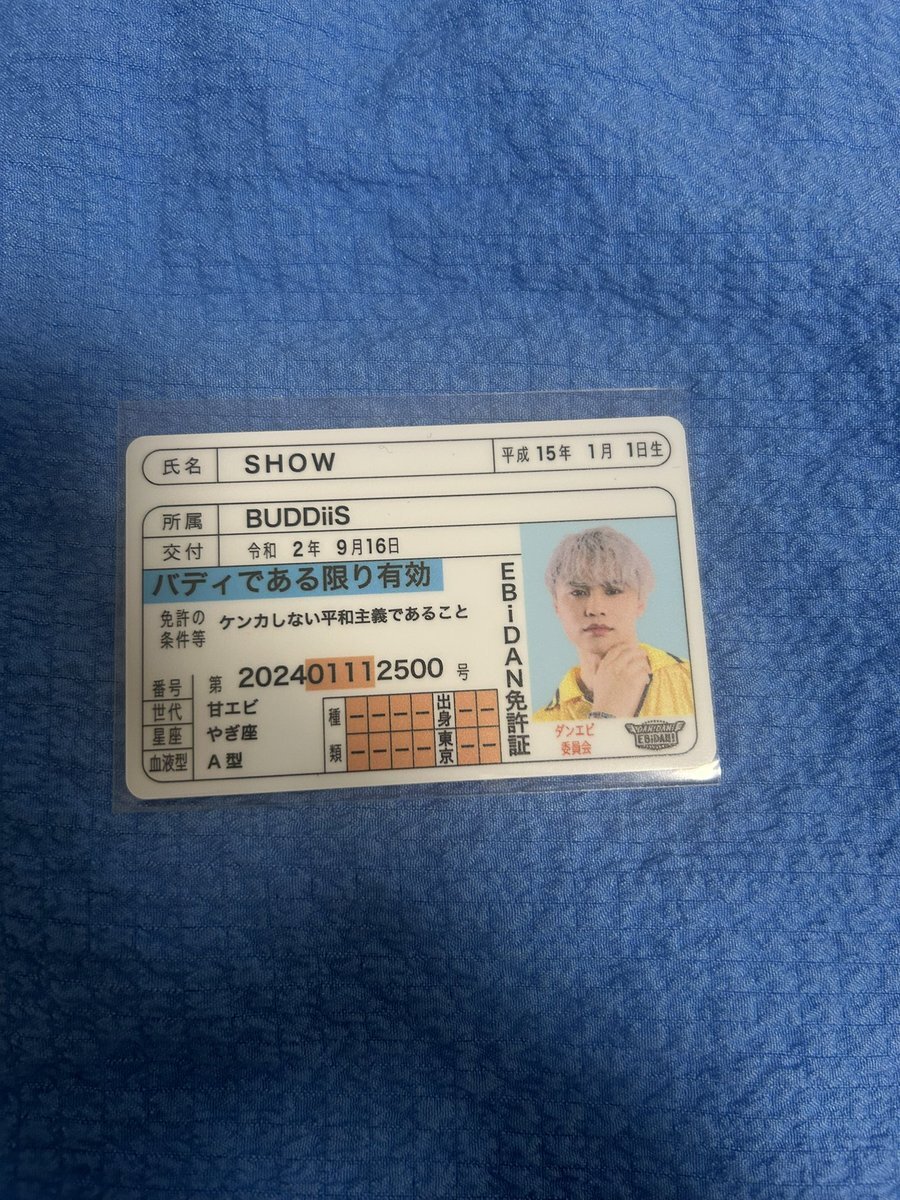 氏名 SHOW 平成 15年 1月 1日生
所属 BUDDiiS
交付 令和 2年 9月16日
バディである限り有効
免許の条件等 ケンカしない平和主義であること
番号 第 2024011112500 号
世代 甘エビ
星座 やぎ座
血液型 A型
種類
出身 東京
EBiDAN免許証
ダンエビ
委員会
EBiDAN!